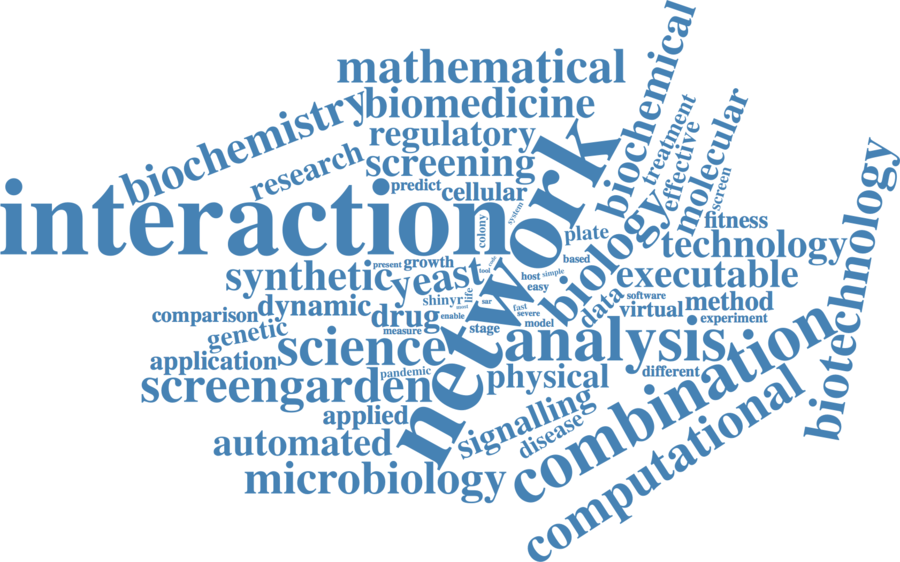 mathematical
biochemical
biomedicine
biochemistry
regulatory
treatment
molecular
research
screening
effective
screen
predict
cellular
interaction
network
system
colony
fitness
plate
biology
technology
biotechnology
present
growth
based
synthetic
yeast
tool
host
simple
executable
easy
data
software
shinyr
life
sar
comparison
dynamic
drug
enable
fast
severe
virtual
method
genetic
measure
stage
model
experiment
science
analysis
application
pandemic
physical
different
screengarden
combination
applied
signalling
disease
automated
computational
microbiology